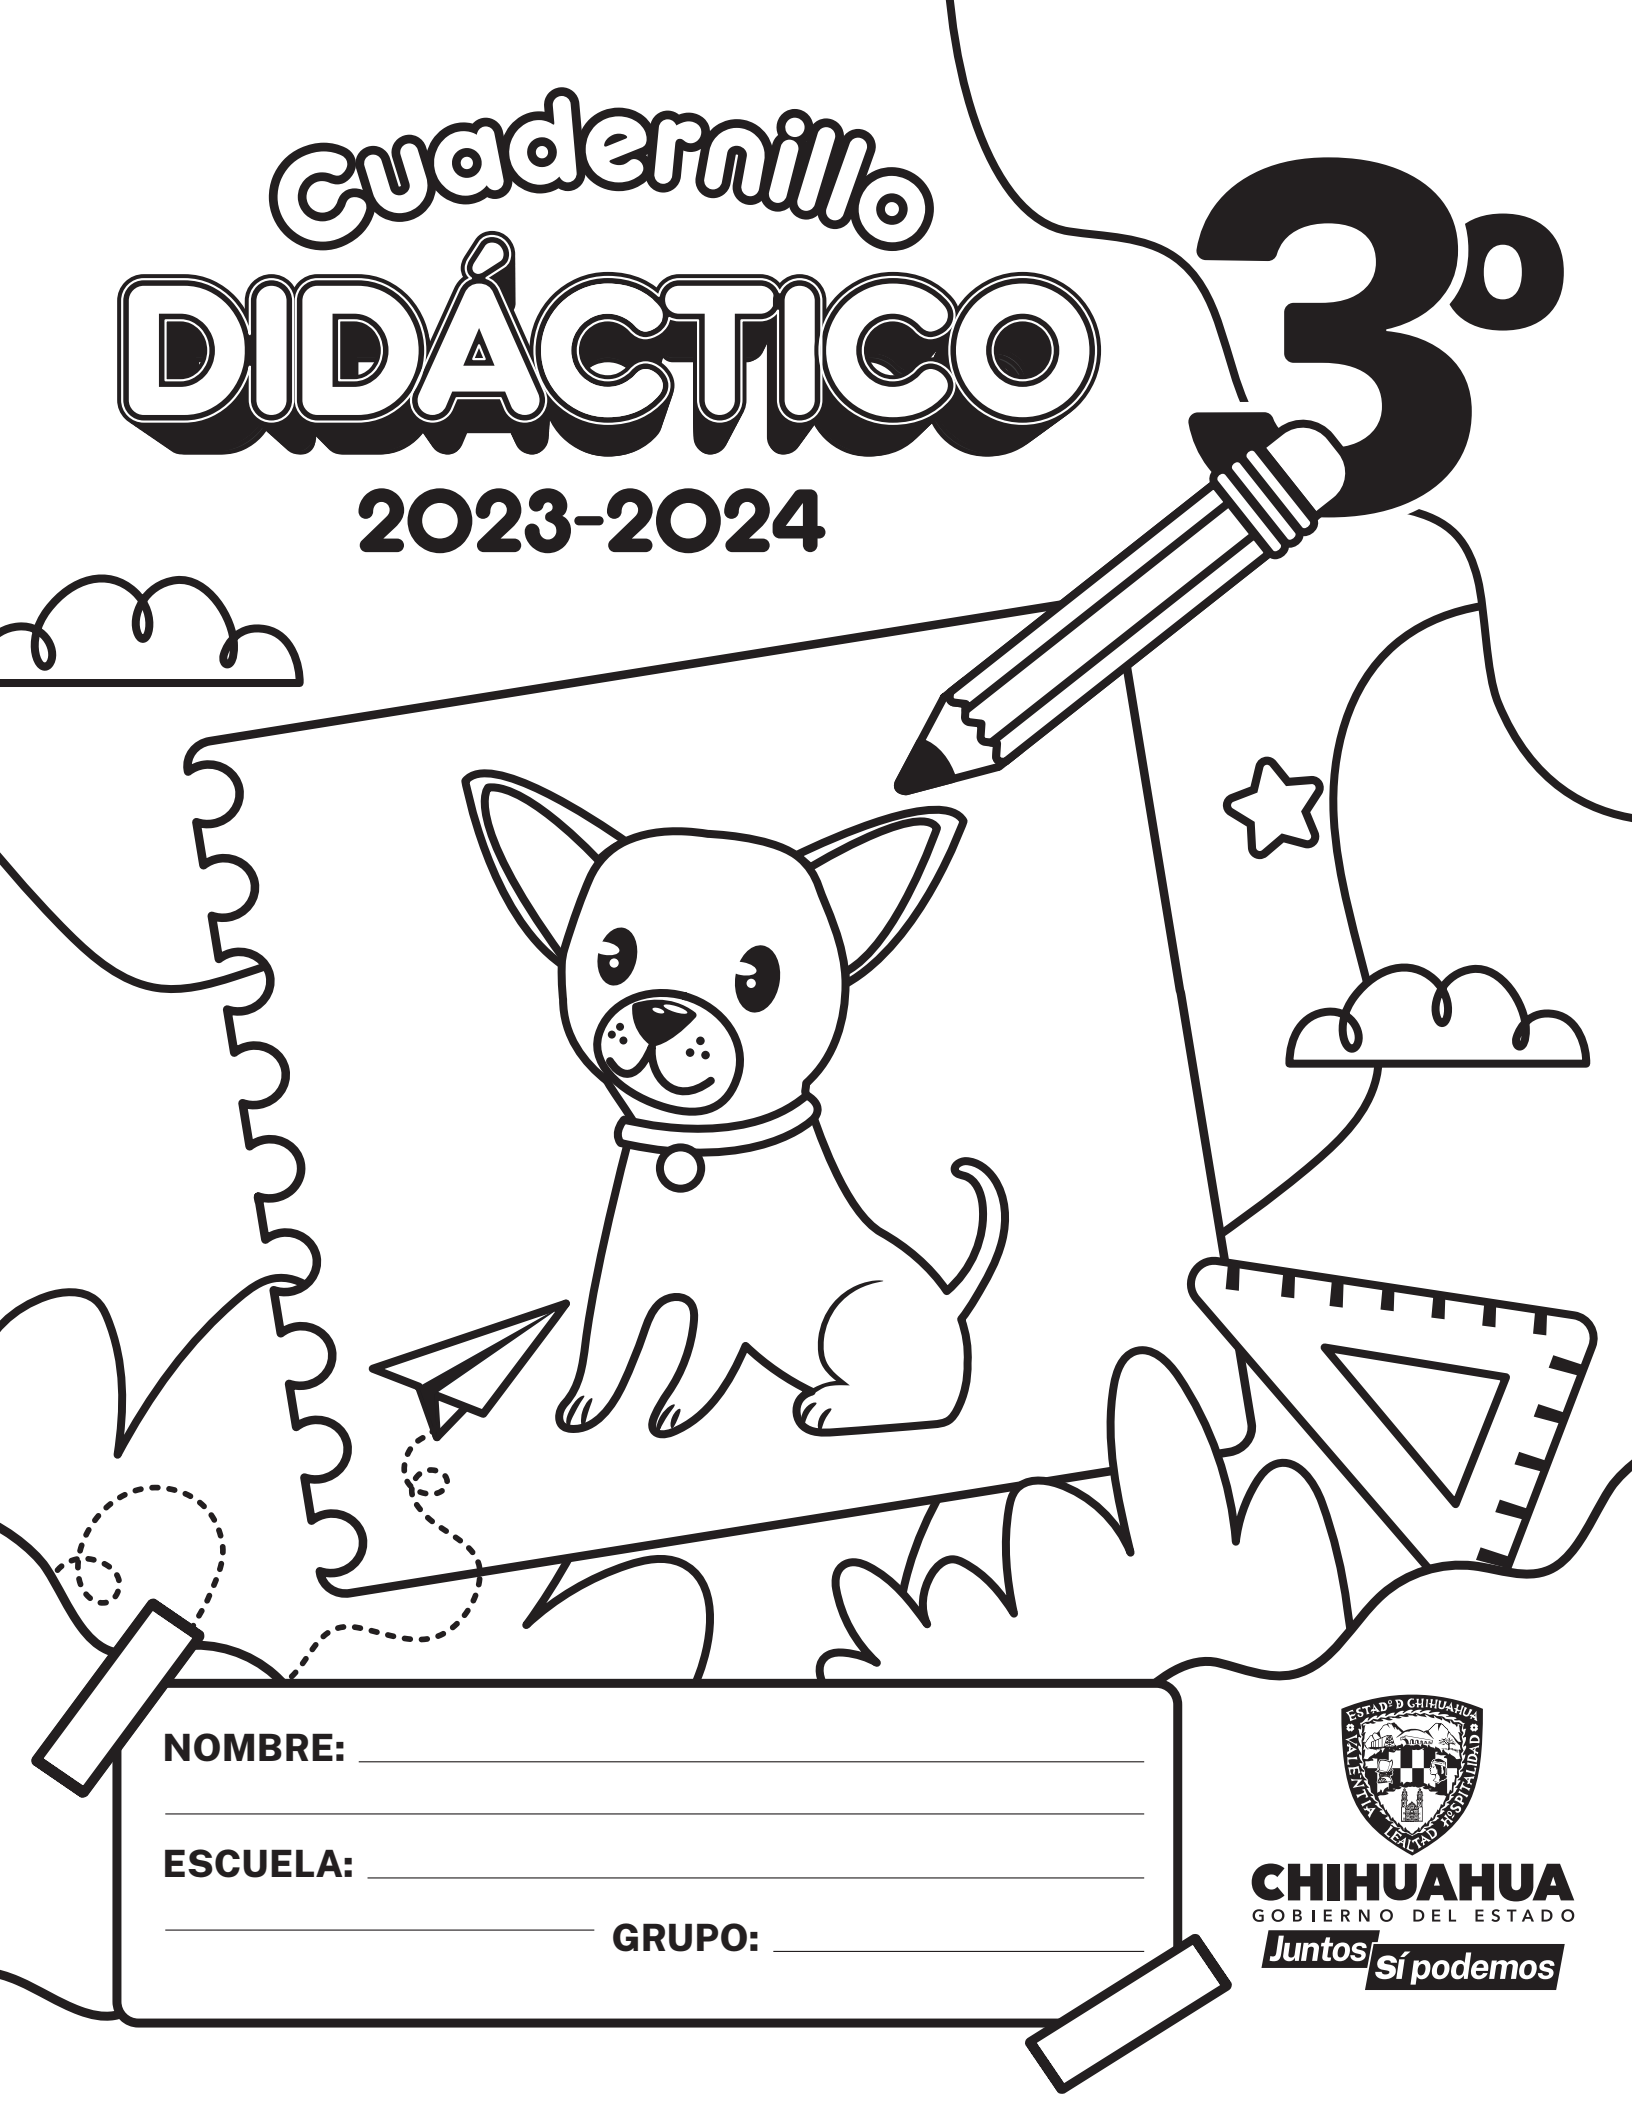 Cuadernillo
DIDÁCTICO
3º
2023-2024
NOMBRE:
ESCUELA:
GRUPO:
ESTADº D CHIHUAHUA
VALENTIA
LEALTAD
HOSPITALIDAD
CHIHUAHUA
GOBIERNO DEL ESTADO
Juntos
Sí podemos